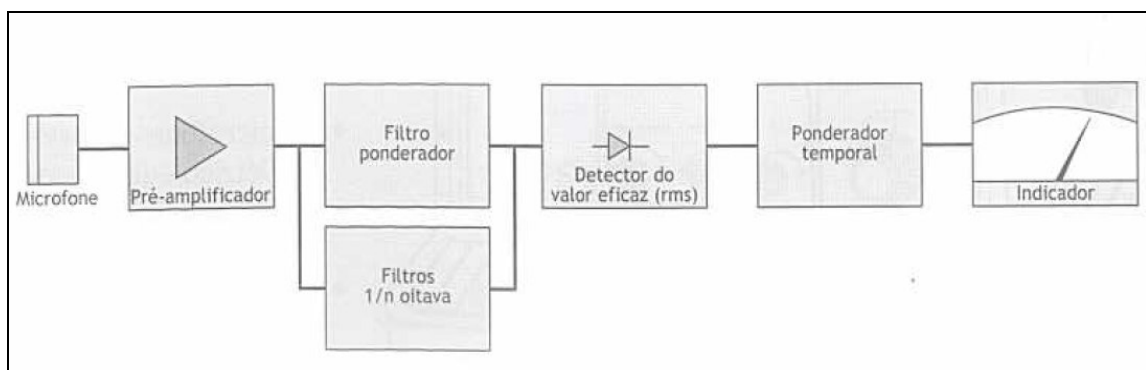 Microfone
Pré-amplificador
Filtro
ponderador
Filtros
1/n oitava
Detector do
valor eficaz (rms)
Ponderador
temporal
Indicador